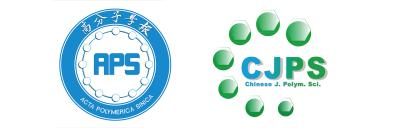 高分子学报
APS
ACTA POLYMERICA SINICA
CJPS
Chinese J. Polym. Sci.